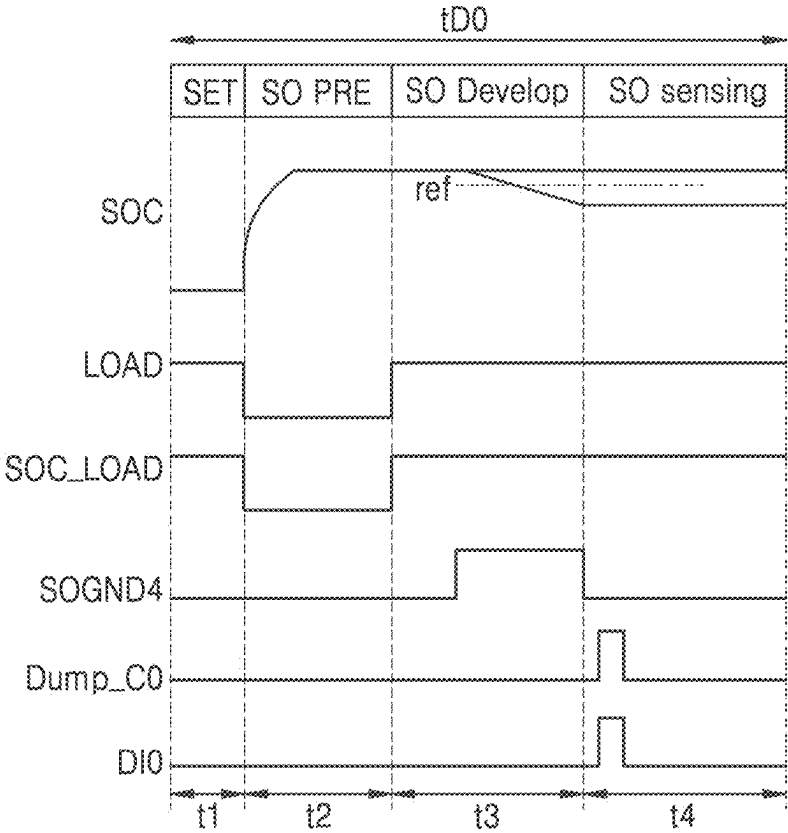 tD0
SET SO PRE SO Develop SO sensing
SOC
ref
LOAD
SOC_LOAD
SOGND4
Dump_C0
DI0
t1 t2 t3 t4